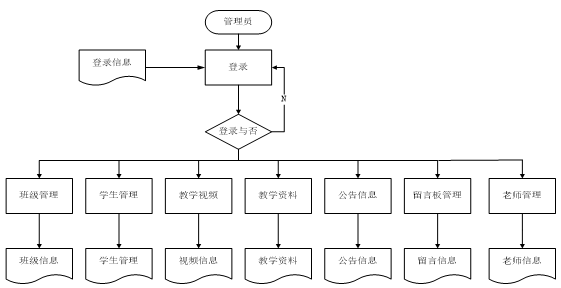 管理员
登录信息
登录
N
登录与否
班级管理
学生管理
教学视频
教学资料
公告信息
留言板管理
老师管理
班级信息
学生管理
视频信息
教学资料
公告信息
留言信息
老师信息